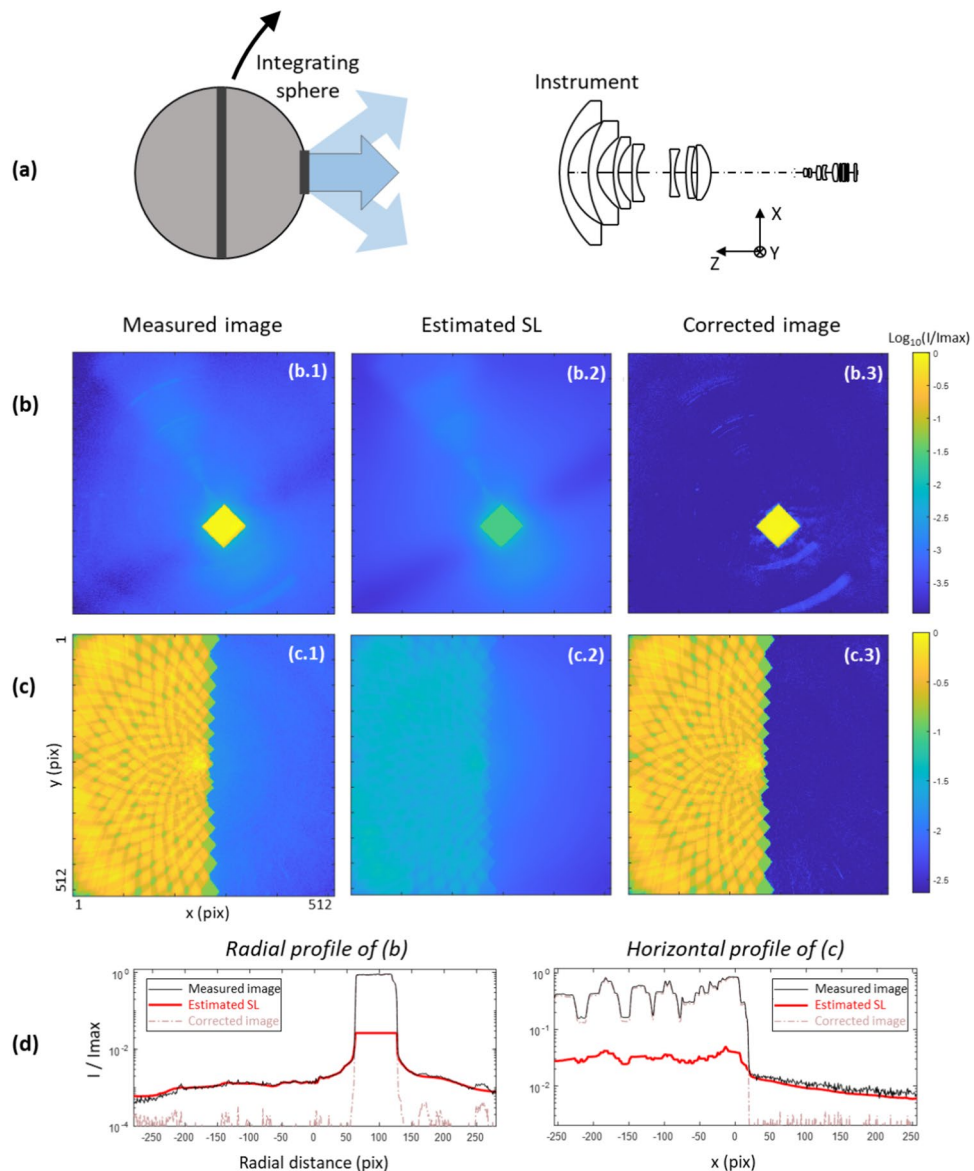 (a)
Integrating
sphere
Instrument
X
Z
Y
Measured image
Estimated SL
Corrected image
Log10(I/Imax)
(b)
(b.1)
(b.2)
(b.3)
0
-0.5
-1
-1.5
-2
-2.5
-3
-3.5
(c)
(c.1)
(c.2)
(c.3)
1
y (pix)
512
1
x (pix)
512
0
-0.5
-1
-1.5
-2
-2.5
Radial profile of (b)
Horizontal profile of (c)
(d)
I / Imax
10^0
10^-2
10^-4
Measured image
Estimated SL
Corrected image
-250 -200 -150 -100 -50 0 50 100 150 200 250
Radial distance (pix)
10^0
10^-1
10^-2
Measured image
Estimated SL
Corrected image
-250 -200 -150 -100 -50 0 50 100 150 200 250
x (pix)